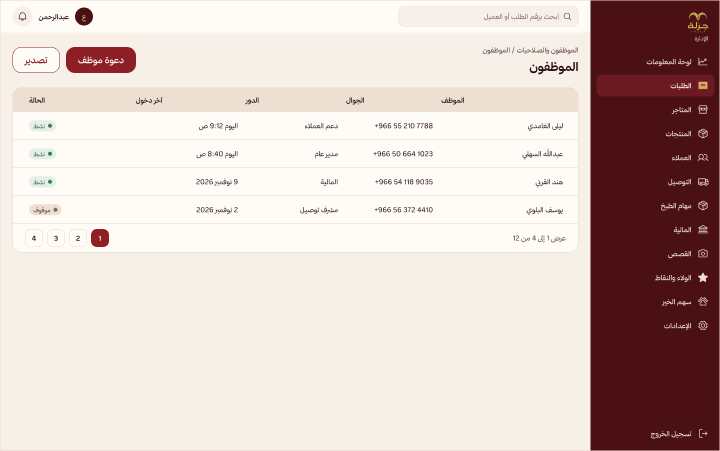 جزلة
الإدارة
لوحة المعلومات
الطلبات
المتاجر
المنتجات
العملاء
التوصيل
مهام الطبخ
المالية
القصص
الولاء والنقاط
سهم الخير
الإعدادات
تسجيل الخروج
ابحث برقم الطلب أو العميل
ع
عبدالرحمن
الموظفون والصلاحيات / الموظفون
الموظفون
دعوة موظف
تصدير
الموظف الجوال الدور آخر دخول الحالة
ليلى الغامدي +966 55 210 7788 دعم العملاء اليوم 9:12 ص نشط
عبدالله السهلي +966 50 664 1023 مدير عام اليوم 8:40 ص نشط
هند القرني +966 54 118 9035 المالية 9 نوفمبر 2026 نشط
يوسف البلوي +966 56 372 4410 مشرف توصيل 2 نوفمبر 2026 موقوف
عرض 1 إلى 4 من 12
1 2 3 4